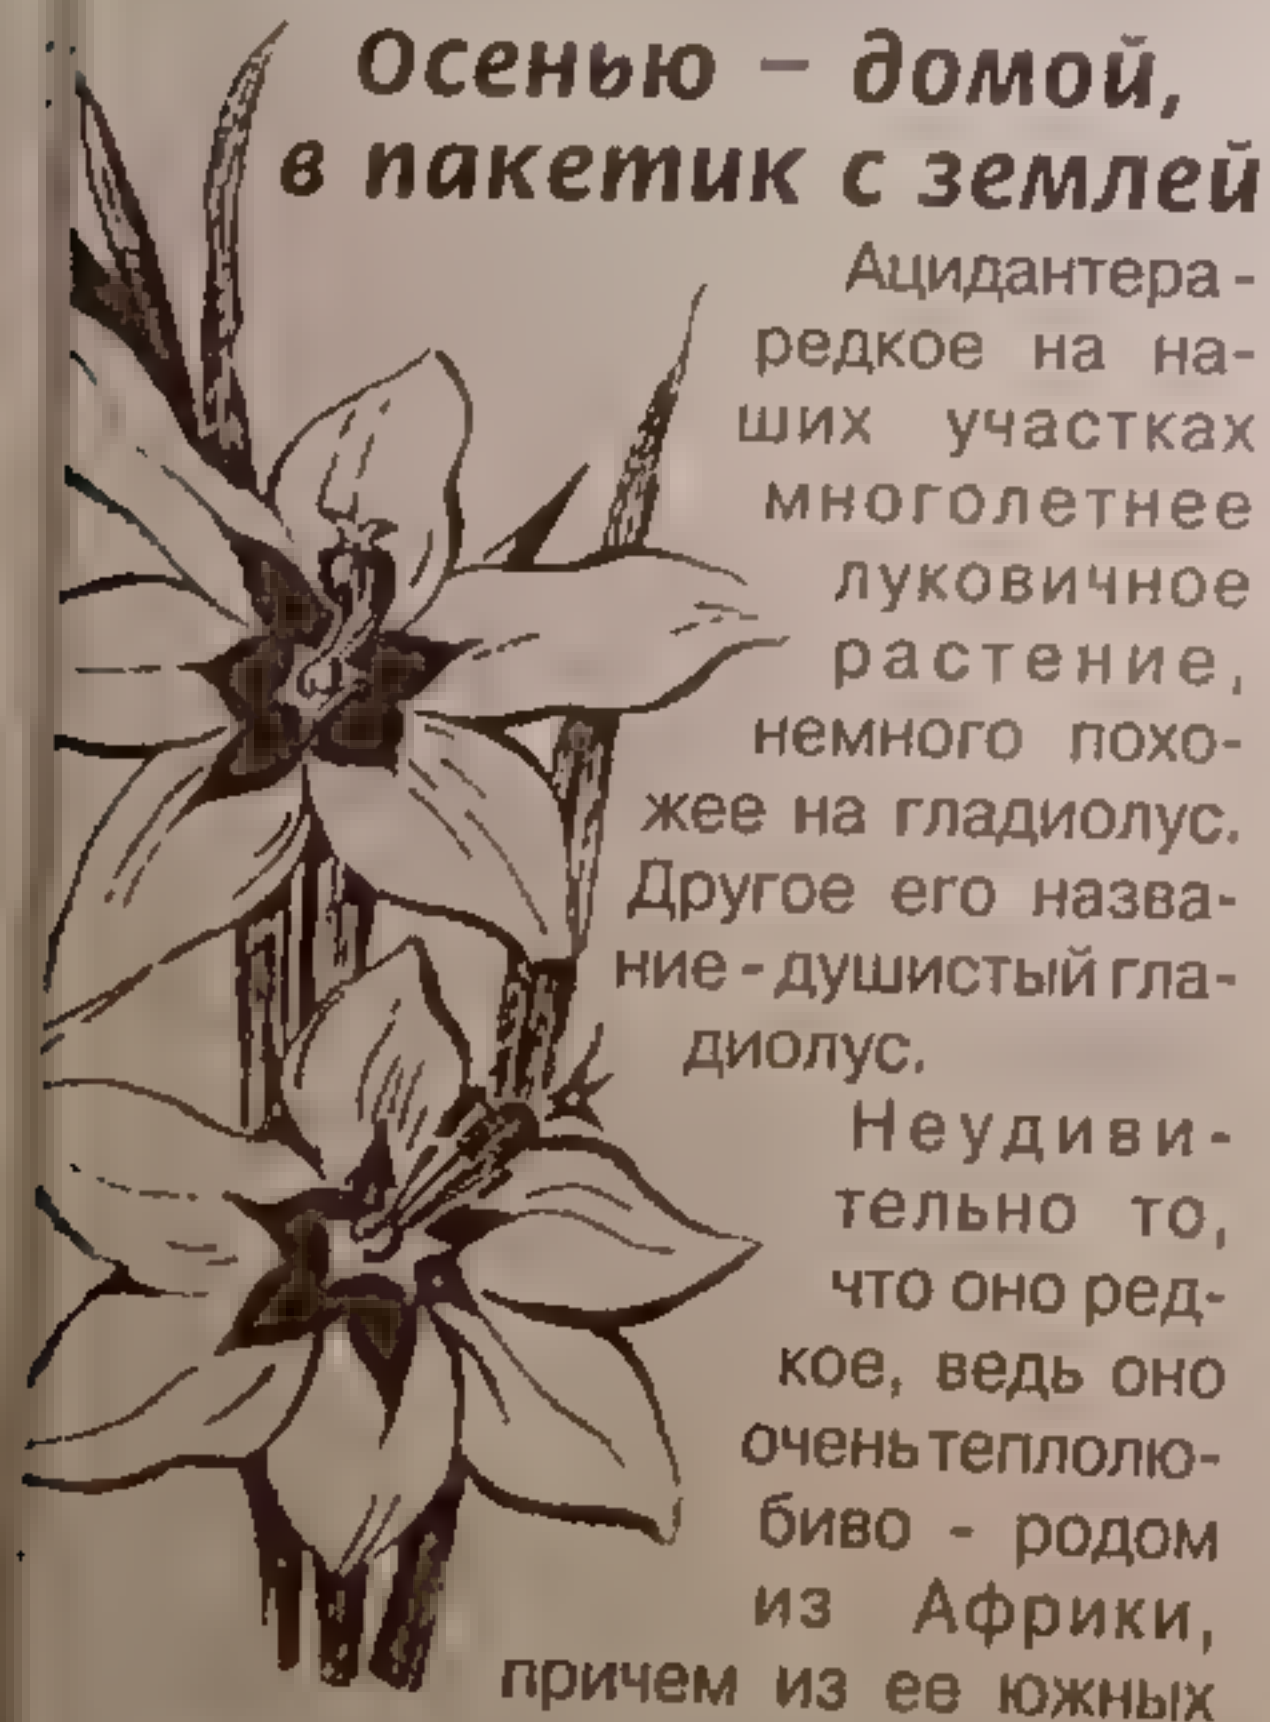 Осенью – домой,
в пакетик с землей
Ацидантера -
редкое на на-
ших участках
многолетнее
луковичное
растение,
немного похо-
жее на гладиолус.
Другое его назва-
ние - душистый гла-
диолус.
Неудиви-
тельно то,
что оно ред-
кое, ведь оно
очень теплолю-
биво - родом
из Африки,
причем из ее южных